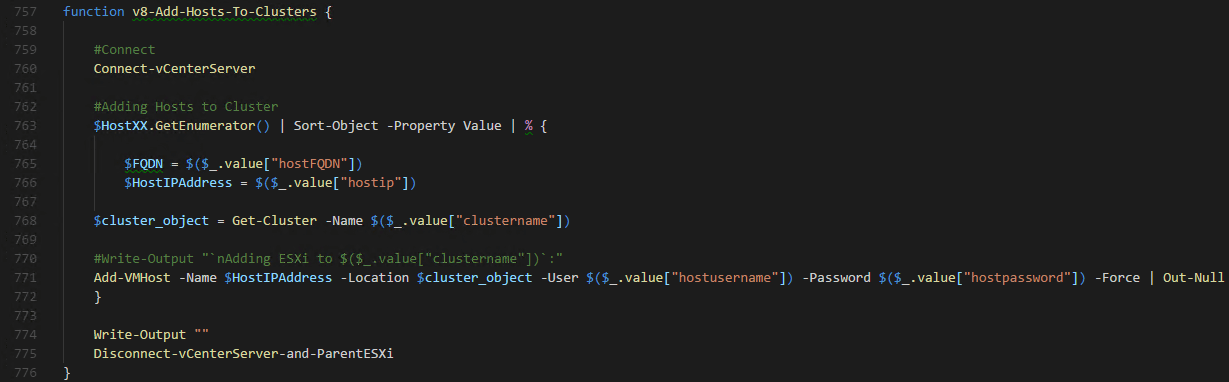 757 function v8-Add-Hosts-To-Clusters {
758
759 #Connect
760 Connect-vCenterServer
761
762 #Adding Hosts to Cluster
763 $HostXX.GetEnumerator() | Sort-Object -Property Value | % {
764
765 $FQDN = $($_.value["hostFQDN"])
766 $HostIPAddress = $($_.value["hostip"])
767
768 $cluster_object = Get-Cluster -Name $($_.value["clustername"])
769
770 #Write-Output "`nAdding ESXi to $($_.value["clustername"])`:"
771 Add-VMHost -Name $HostIPAddress -Location $cluster_object -User $($_.value["hostusername"]) -Password $($_.value["hostpassword"]) -Force | Out-Null
772 }
773
774 Write-Output ""
775 Disconnect-vCenterServer-and-ParentESXi
776 }